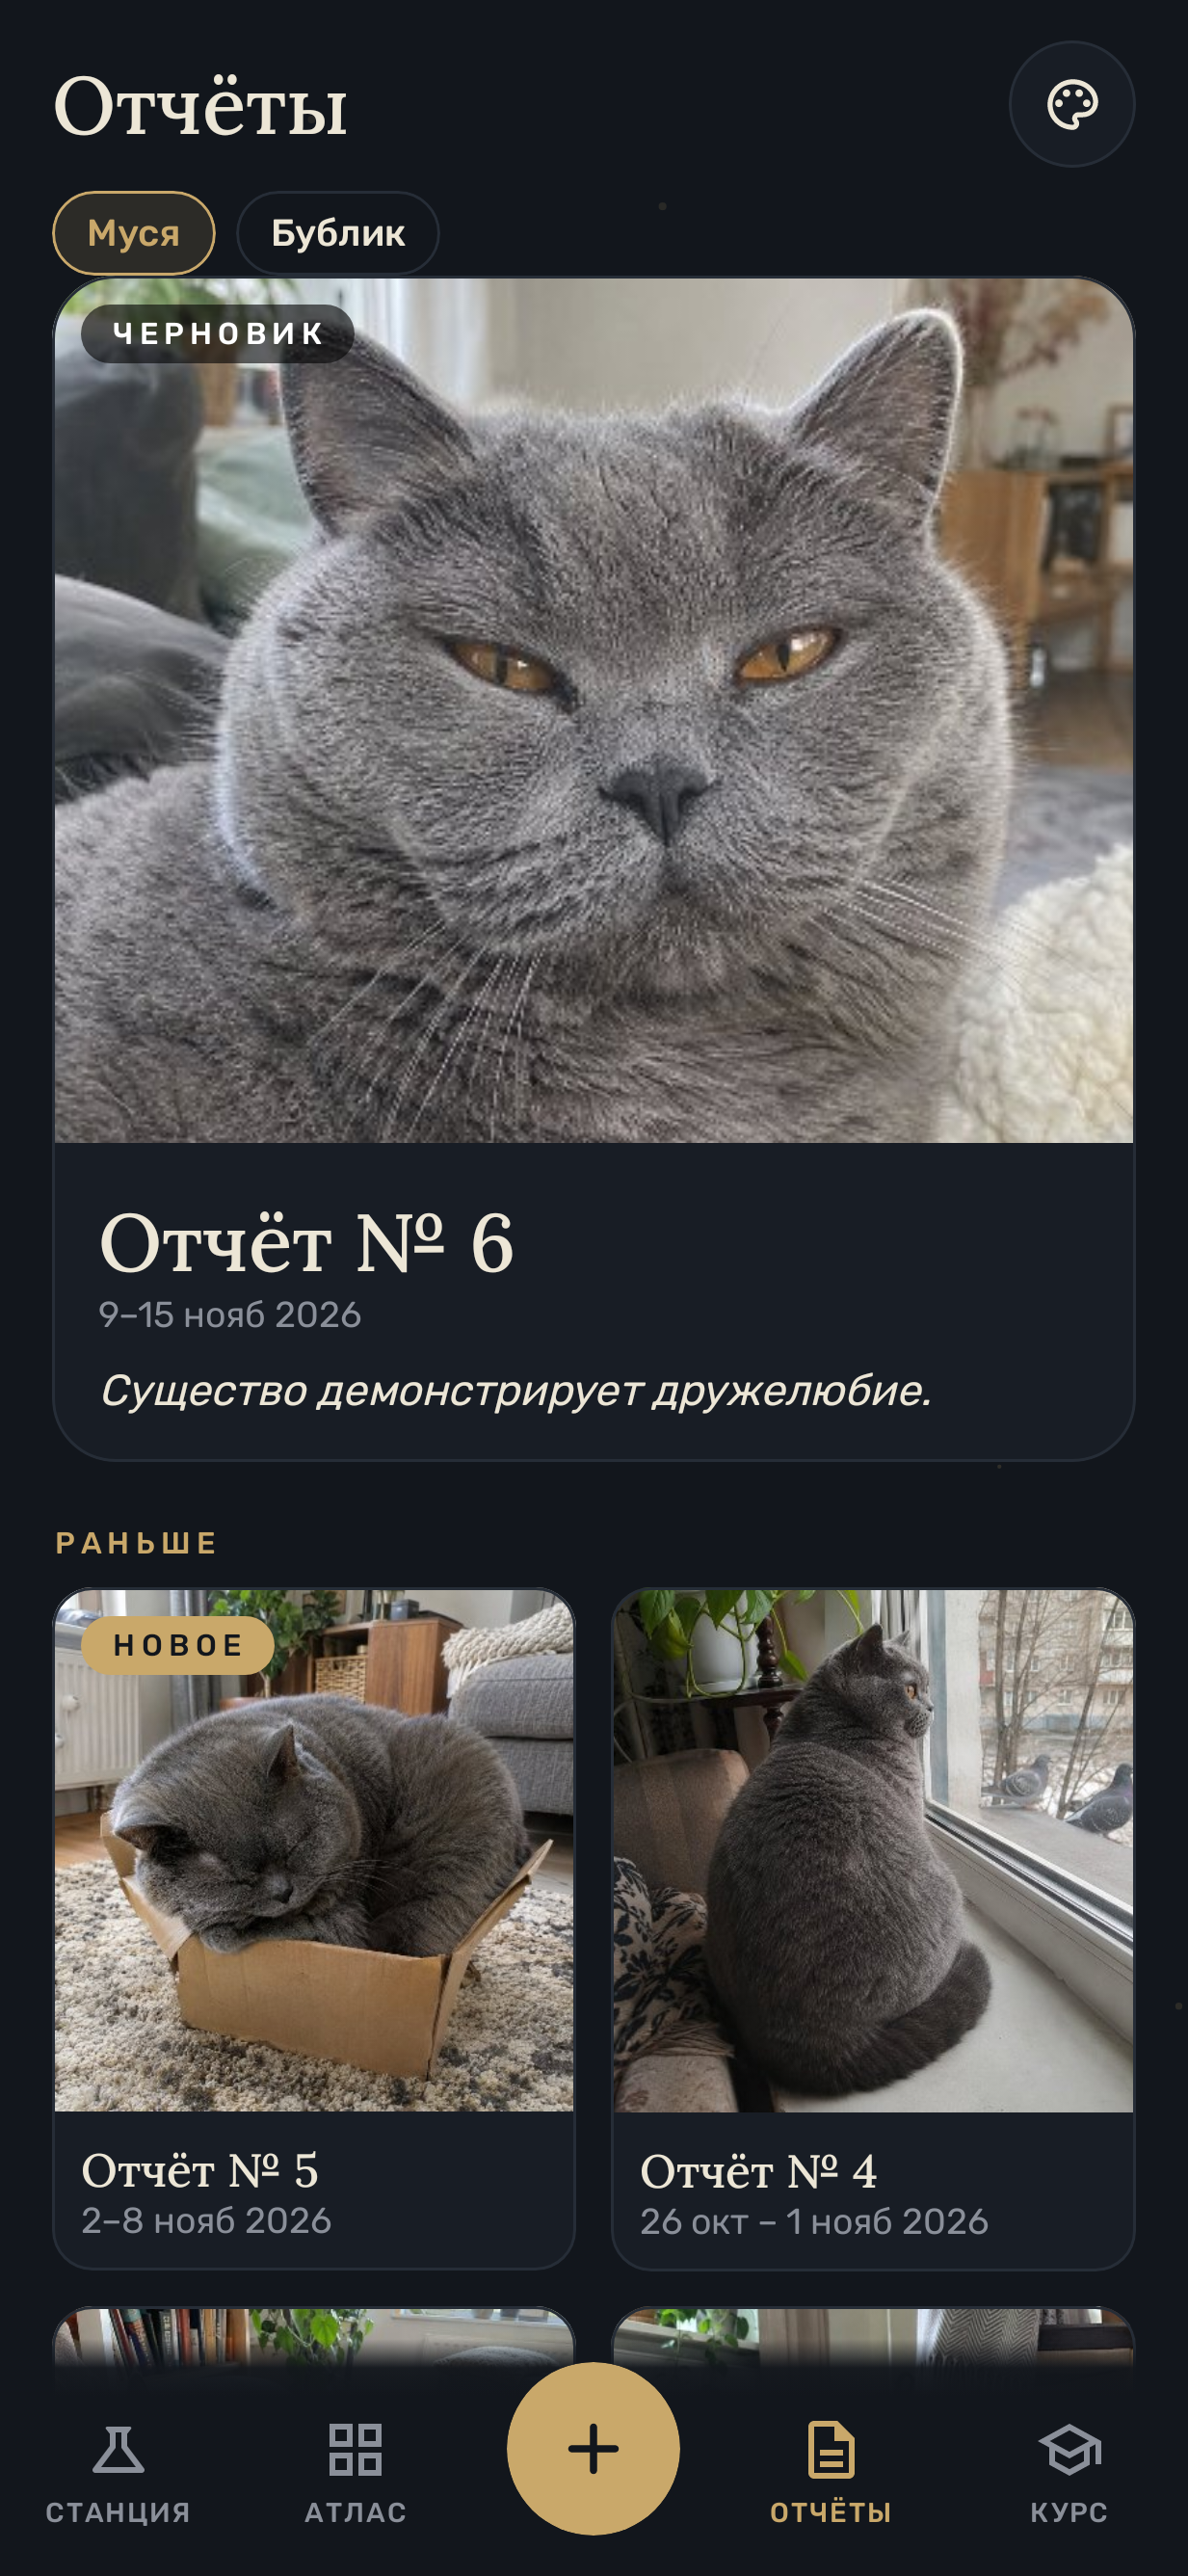 Отчёты
Муся
Бублик
ЧЕРНОВИК
Отчёт № 6
9–15 нояб 2026
Существо демонстрирует дружелюбие.
РАНЬШЕ
НОВОЕ
Отчёт № 5
2–8 нояб 2026
Отчёт № 4
26 окт – 1 нояб 2026
СТАНЦИЯ
АТЛАС
ОТЧЁТЫ
КУРС